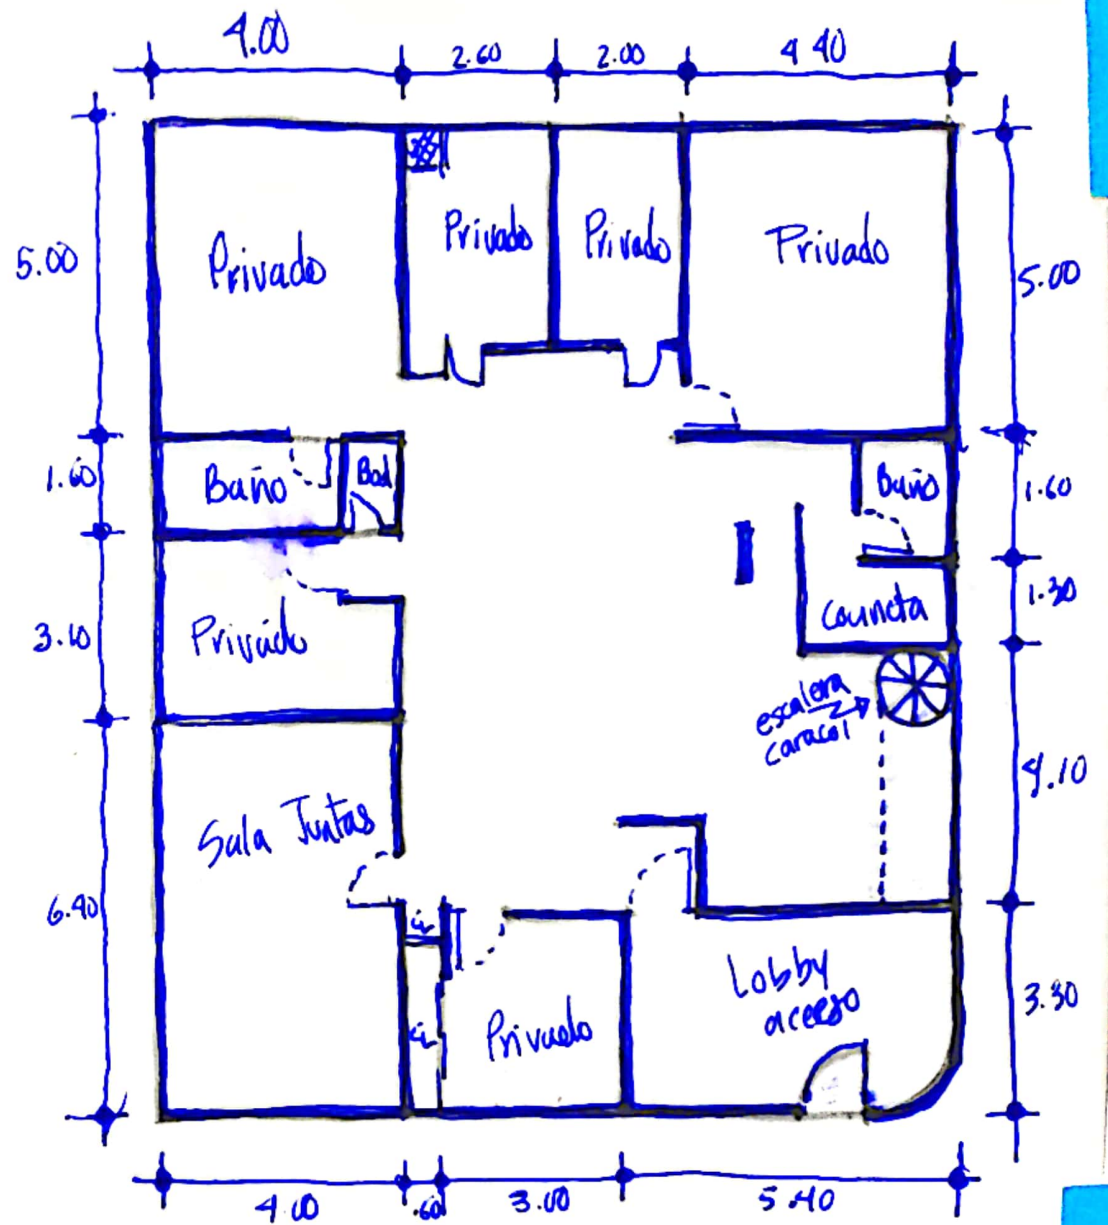 4.00
2.60
2.00
4.40
5.00
Privado
Privado
Privado
Privado
5.00
1.60
Baño
Bod
Baño
1.60
3.10
Privado
Cocineta
1.30
escalera
caracol
4.10
Sala Juntas
6.40
Lobby
acceso
3.30
Privado
4.00
.60
3.00
5.40